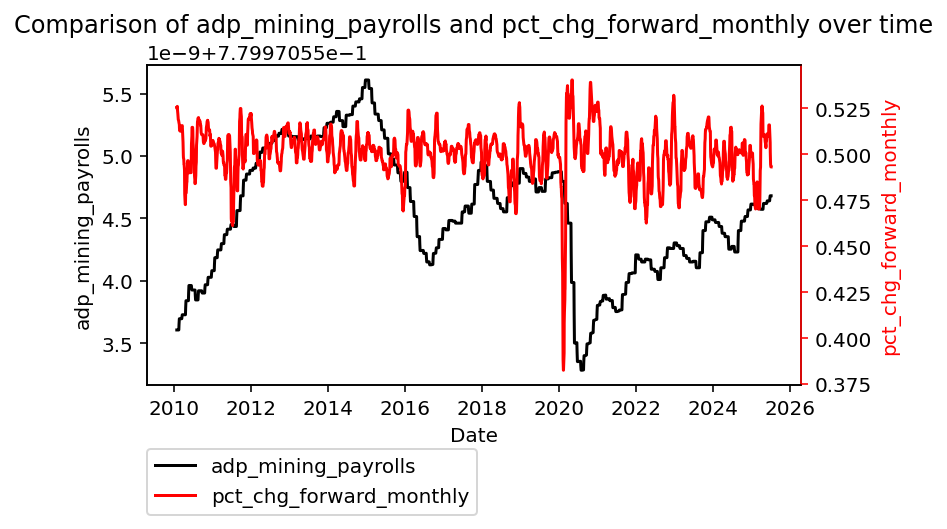 Comparison of adp_mining_payrolls and pct_chg_forward_monthly over time
1e−9+7.7997055e−1
5.5
5.0
4.5
4.0
3.5
adp_mining_payrolls
0.525
0.500
0.475
0.450
0.425
0.400
0.375
pct_chg_forward_monthly
2010 2012 2014 2016 2018 2020 2022 2024 2026
Date
adp_mining_payrolls
pct_chg_forward_monthly